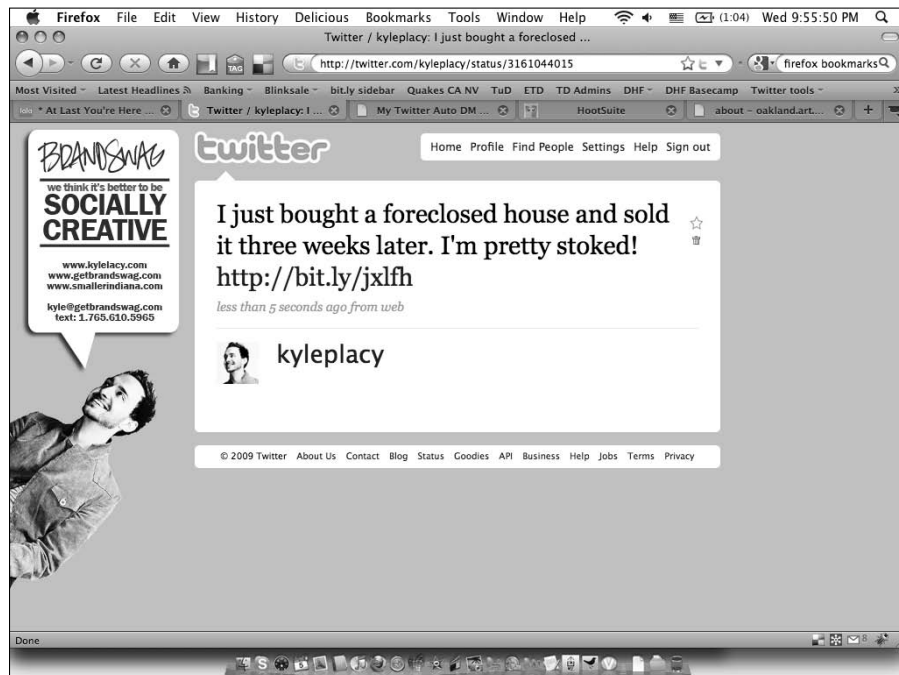 Firefox File Edit View History Delicious Bookmarks Tools Window Help (1:04) Wed 9:55:50 PM
Twitter / kyleplacy: I just bought a foreclosed ...
TAG http://twitter.com/kyleplacy/status/3161044015 firefox bookmarks
Most Visited Latest Headlines Banking Blinksale bit.ly sidebar Quakes CA NV TuD ETD TD Admins DHF DHF Basecamp Twitter tools »
* At Last You're Here ... Twitter / kyleplacy: I ... My Twitter Auto DM ... HootSuite about - oakland.art.... +
BRANDSWAG
we think it's better to be
SOCIALLY
CREATIVE
www.kylelacy.com
www.getbrandswag.com
www.smallerindiana.com
kyle@getbrandswag.com
text: 1.765.610.5965
twitter
Home Profile Find People Settings Help Sign out
I just bought a foreclosed house and sold
it three weeks later. I'm pretty stoked!
http://bit.ly/jxlfh
less than 5 seconds ago from web
kyleplacy
© 2009 Twitter About Us Contact Blog Status Goodies API Business Help Jobs Terms Privacy
Done 8